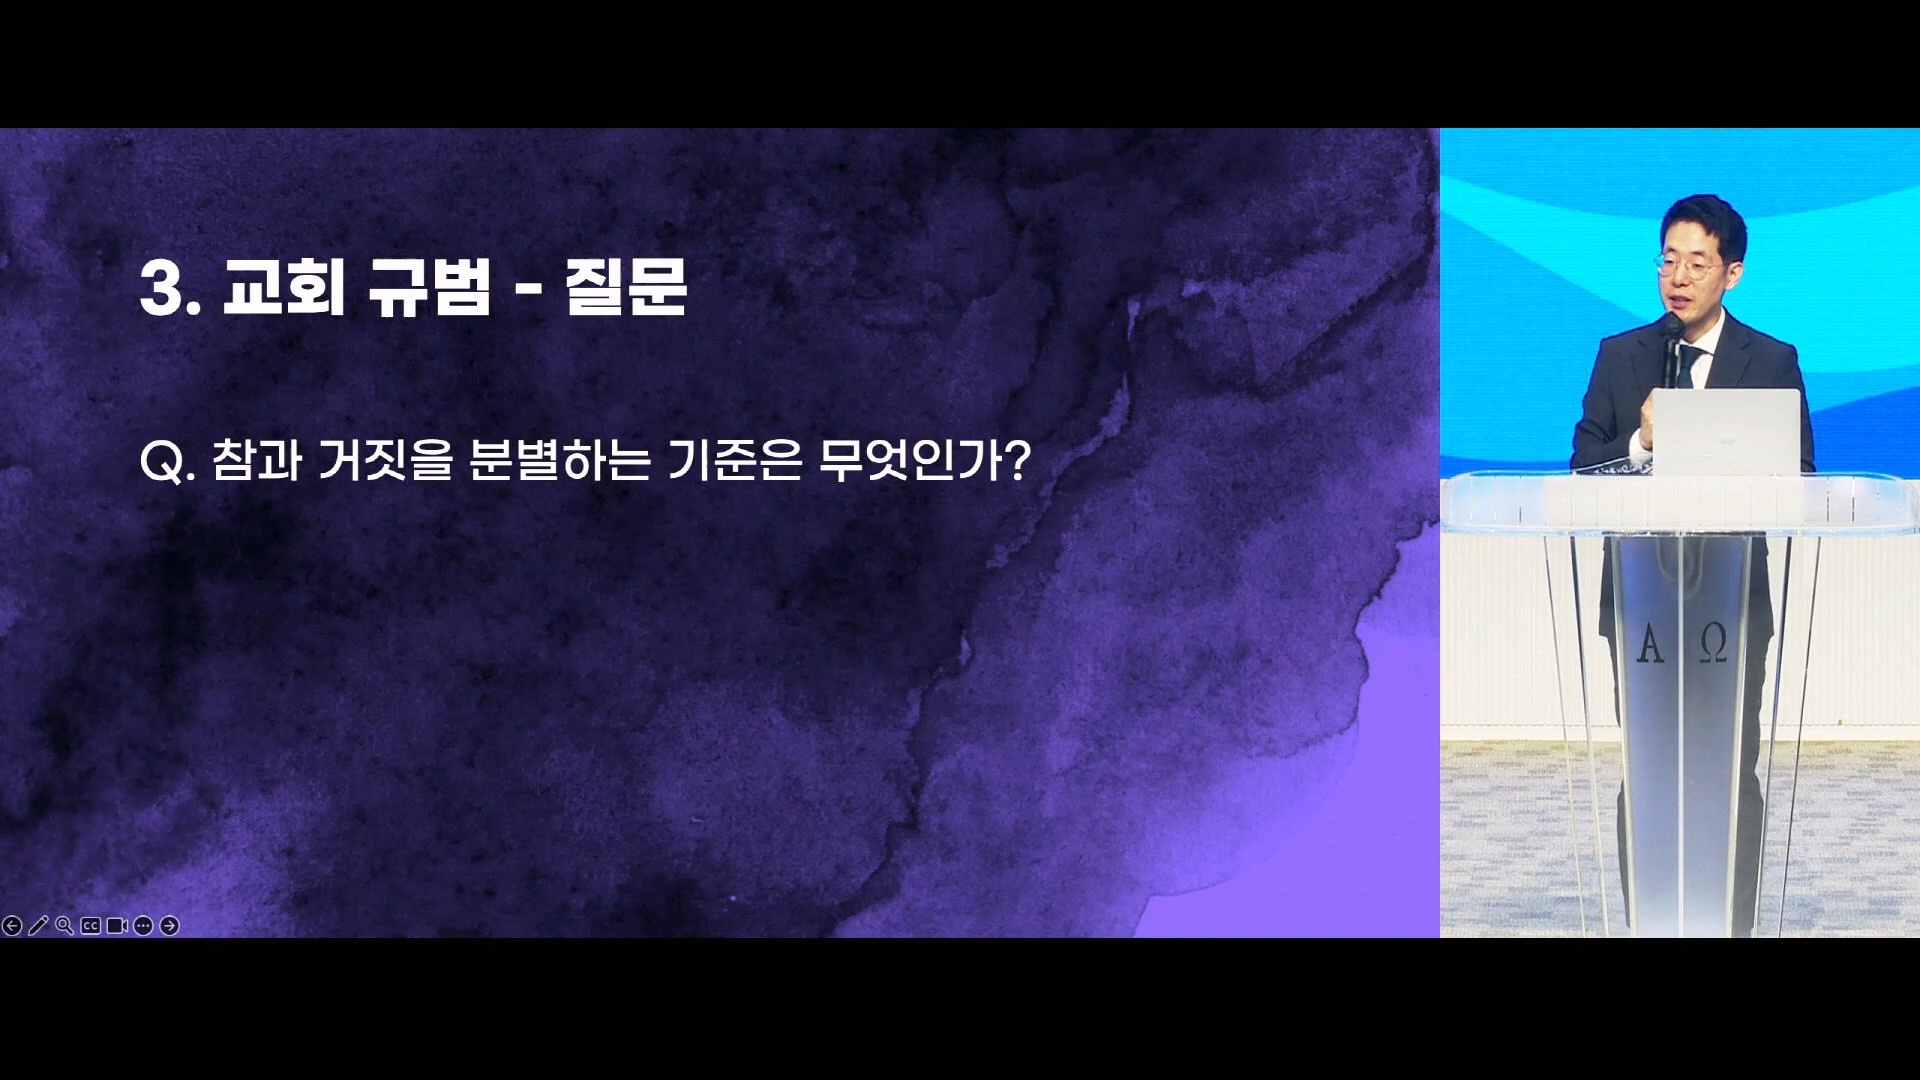 3. 교회 규범 - 질문
Q. 참과 거짓을 분별하는 기준은 무엇인가?
CC
Α Ω